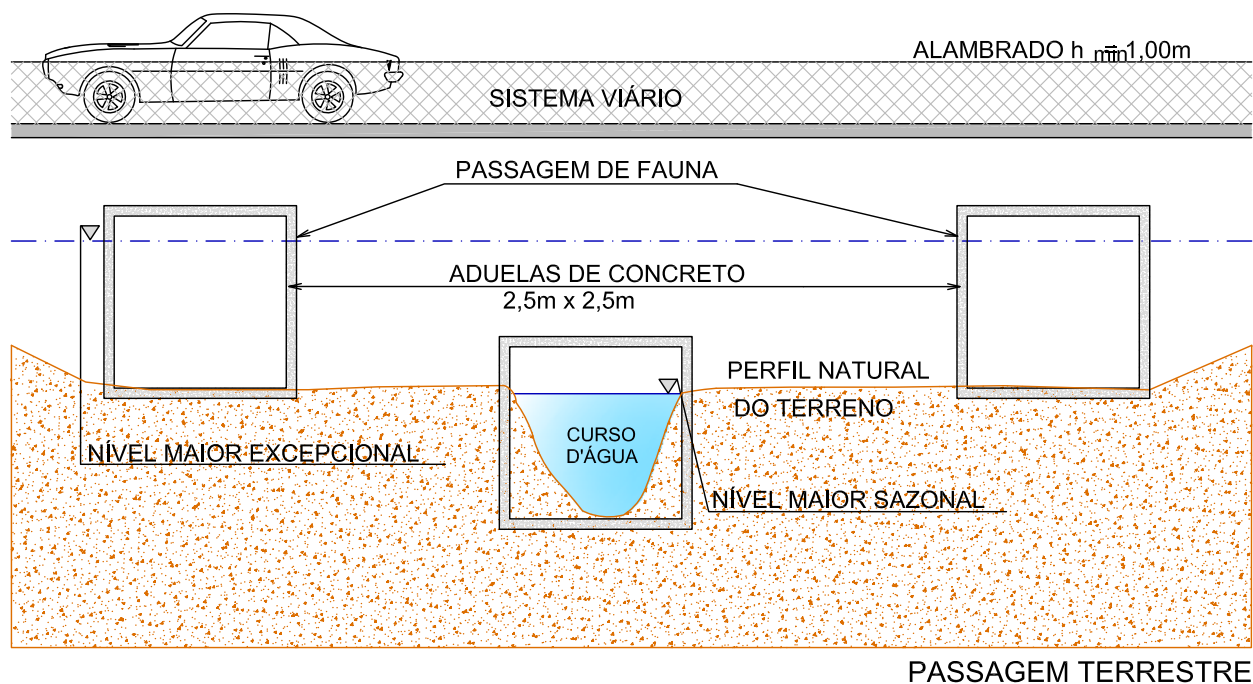 ALAMBRADO h min=1,00m
SISTEMA VIÁRIO
PASSAGEM DE FAUNA
ADUELAS DE CONCRETO
2,5m x 2,5m
PERFIL NATURAL
DO TERRENO
CURSO
D'ÁGUA
NÍVEL MAIOR EXCEPCIONAL
NÍVEL MAIOR SAZONAL
PASSAGEM TERRESTRE